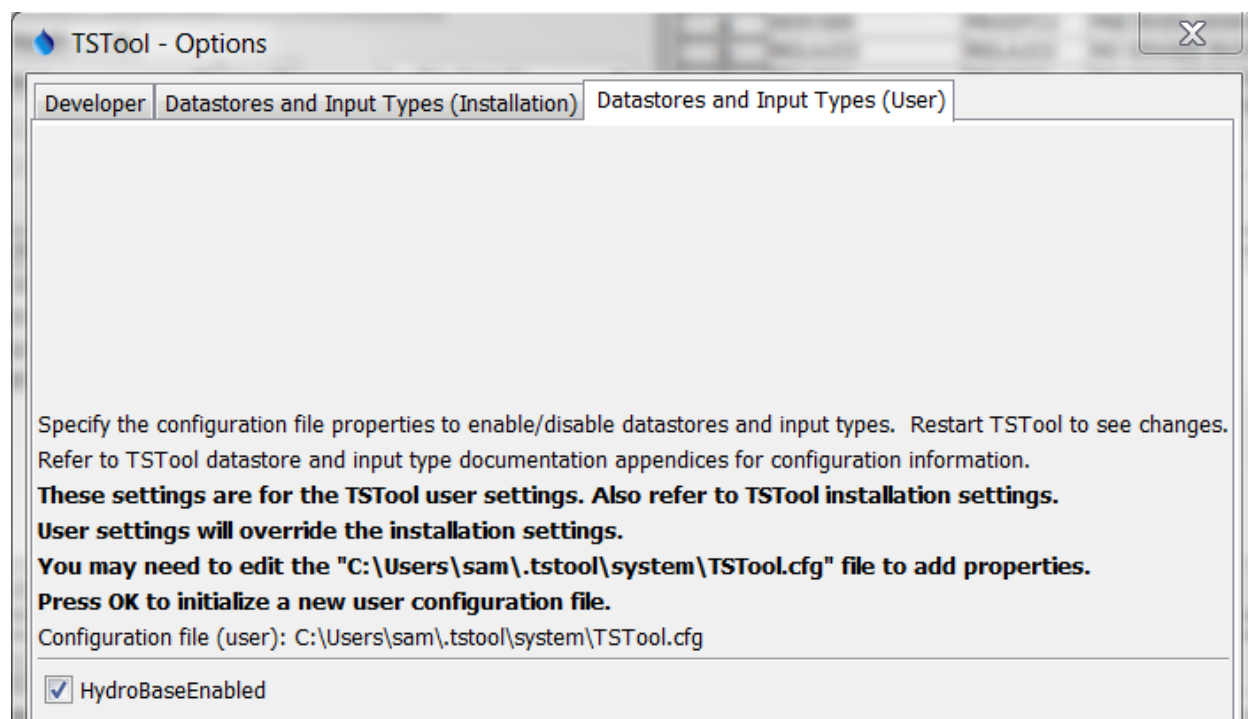 TSTool - Options
Developer Datastores and Input Types (Installation) Datastores and Input Types (User)
Specify the configuration file properties to enable/disable datastores and input types.  Restart TSTool to see changes.
Refer to TSTool datastore and input type documentation appendices for configuration information.
These settings are for the TSTool user settings. Also refer to TSTool installation settings.
User settings will override the installation settings.
You may need to edit the "C:\Users\sam\.tstool\system\TSTool.cfg" file to add properties.
Press OK to initialize a new user configuration file.
Configuration file (user): C:\Users\sam\.tstool\system\TSTool.cfg
HydroBaseEnabled